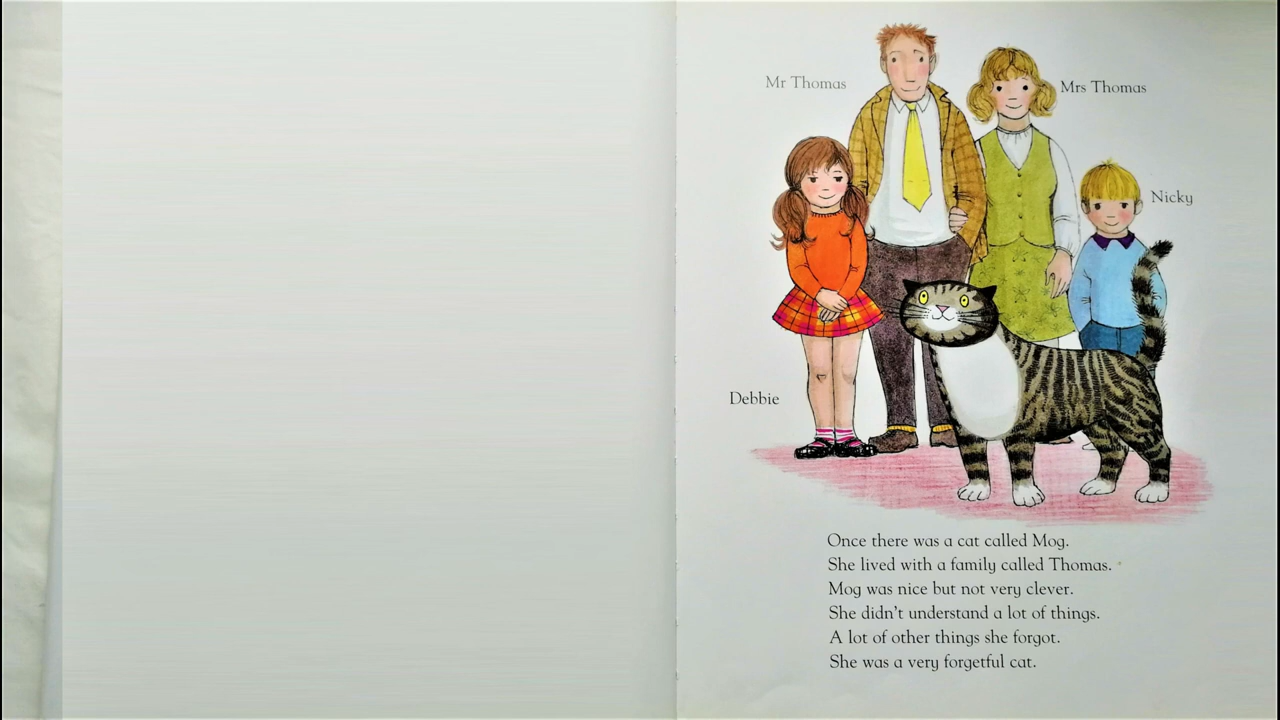 Mr Thomas
Mrs Thomas
Nicky
Debbie
Once there was a cat called Mog.
She lived with a family called Thomas.
Mog was nice but not very clever.
She didn't understand a lot of things.
A lot of other things she forgot.
She was a very forgetful cat.